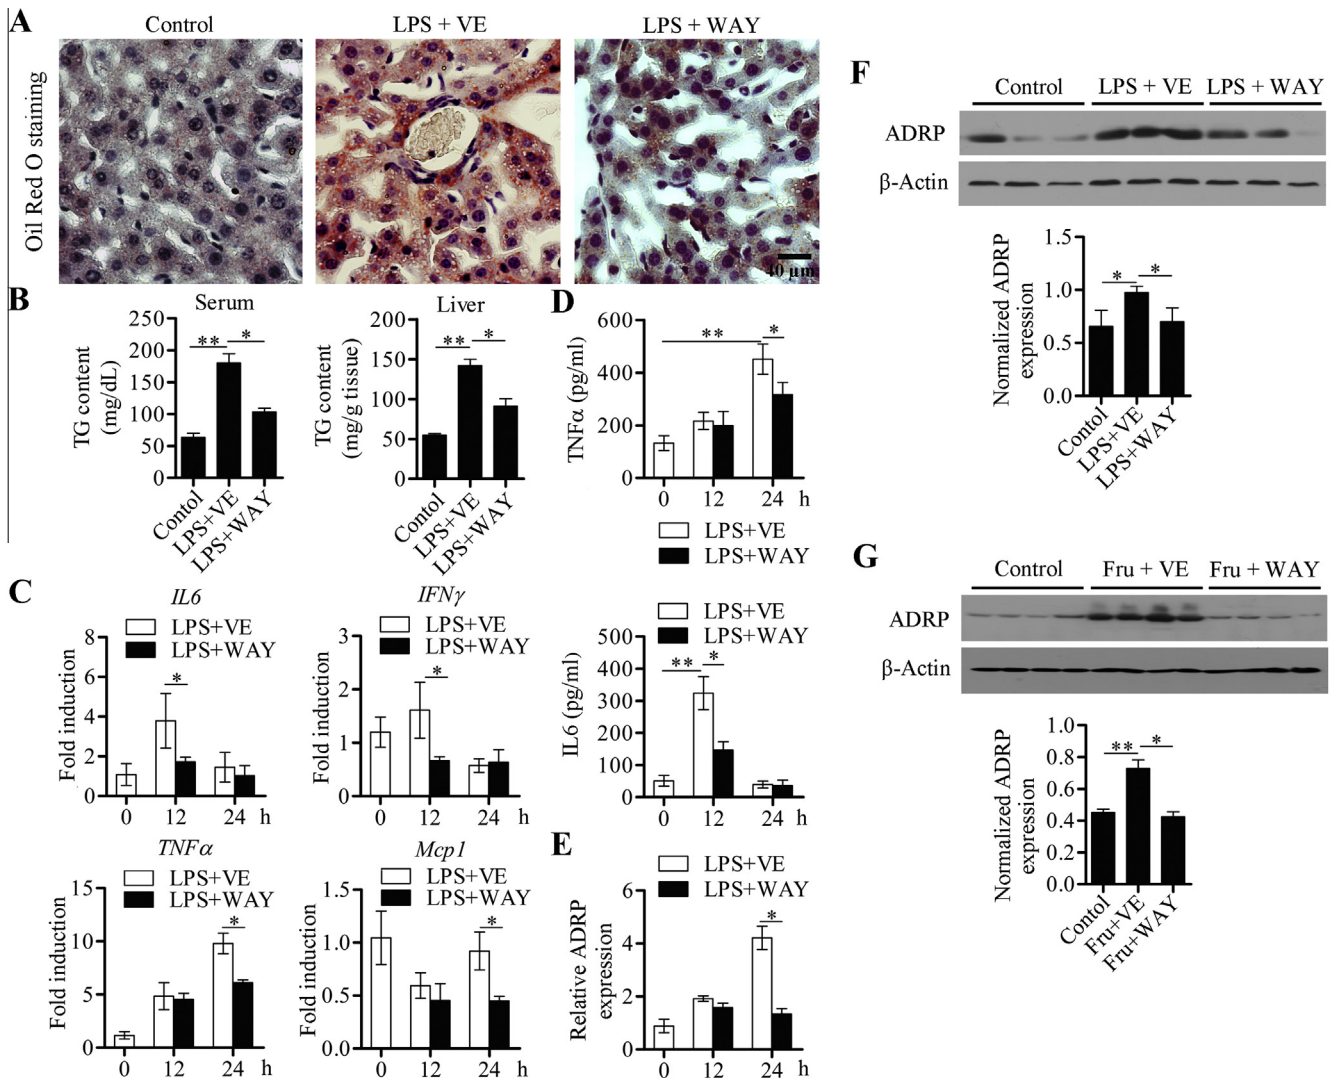 A
Control
LPS + VE
LPS + WAY
Oil Red O staining
40 µm
B
Serum
TG content
(mg/dL)
250
200
150
100
50
0
**
*
Contol
LPS+VE
LPS+WAY
Liver
TG content
(mg/g tissue)
200
150
100
50
0
**
*
Contol
LPS+VE
LPS+WAY
C
IL6
LPS+VE
LPS+WAY
Fold induction
8
6
4
2
0
*
0 12 24 h
IFNγ
LPS+VE
LPS+WAY
Fold induction
3
2
1
0
*
0 12 24 h
TNFα
LPS+VE
LPS+WAY
Fold induction
15
10
5
0
*
0 12 24 h
Mcp1
LPS+VE
LPS+WAY
Fold induction
1.5
1.0
0.5
0.0
*
0 12 24 h
D
TNFα (pg/ml)
600
400
200
0
**
*
0 12 24 h
LPS+VE
LPS+WAY
LPS+VE
LPS+WAY
IL6 (pg/ml)
500
400
300
200
100
0
**
*
0 12 24 h
E
LPS+VE
LPS+WAY
Relative ADRP
expression
6
4
2
0
*
0 12 24 h
F
Control
LPS + VE
LPS + WAY
ADRP
β-Actin
Normalized ADRP
expression
1.5
1.0
0.5
0.0
*
*
Contol
LPS+VE
LPS+WAY
G
Control
Fru + VE
Fru + WAY
ADRP
β-Actin
Normalized ADRP
expression
1.0
0.8
0.6
0.4
0.2
0.0
**
*
Contol
Fru+VE
Fru+WAY